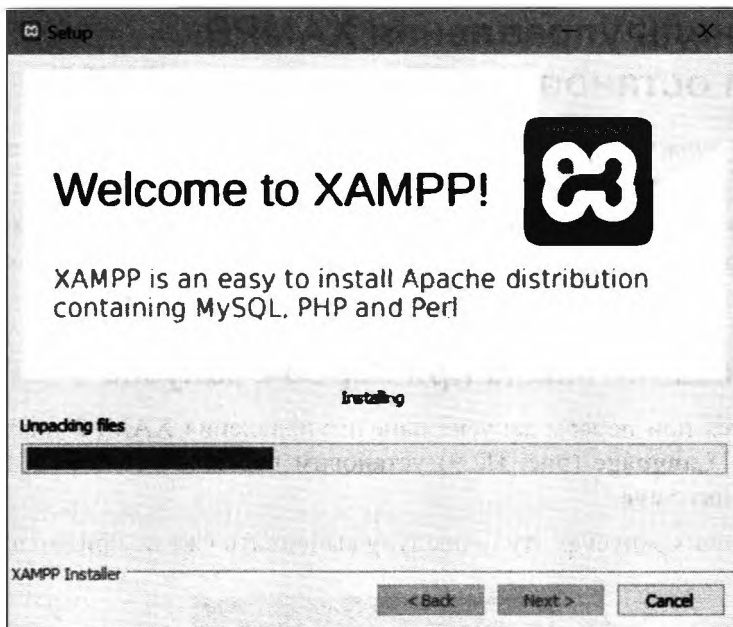 Setup
Welcome to XAMPP!
XAMPP is an easy to install Apache distribution
containing MySQL, PHP and Perl
Installing
Unpacking files
XAMPP Installer
< Back
Next >
Cancel